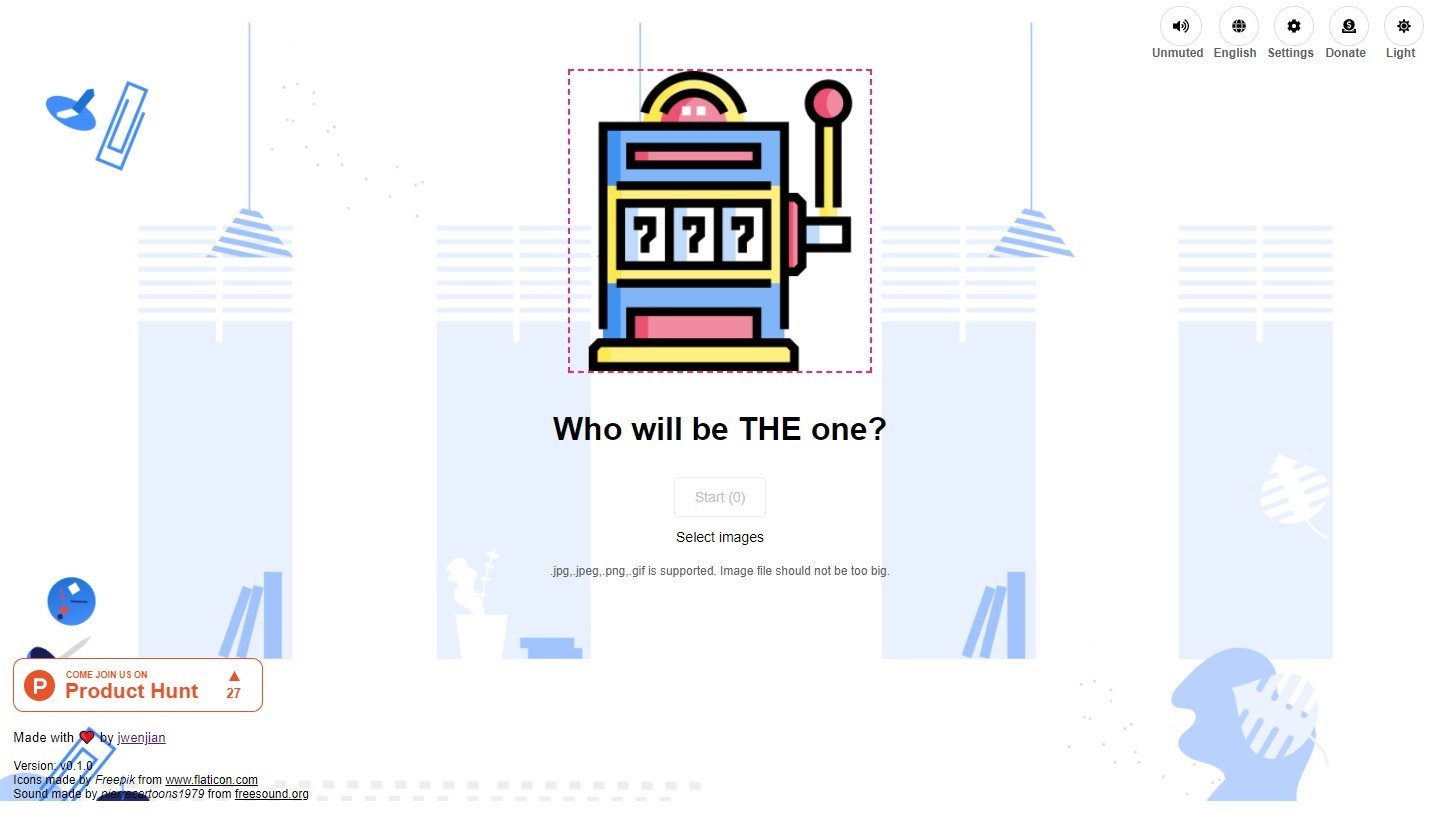 Unmuted English Settings Donate Light
? ? ?
Who will be THE one?
Start (0)
Select images
.jpg,.jpeg,.png,.gif is supported. Image file should not be too big.
P
COME JOIN US ON
Product Hunt
27
Made with ❤ by jwenjian
Version: v0.1.0
Icons made by Freepik from www.flaticon.com
Sound made by pierrecartoons1979 from freesound.org